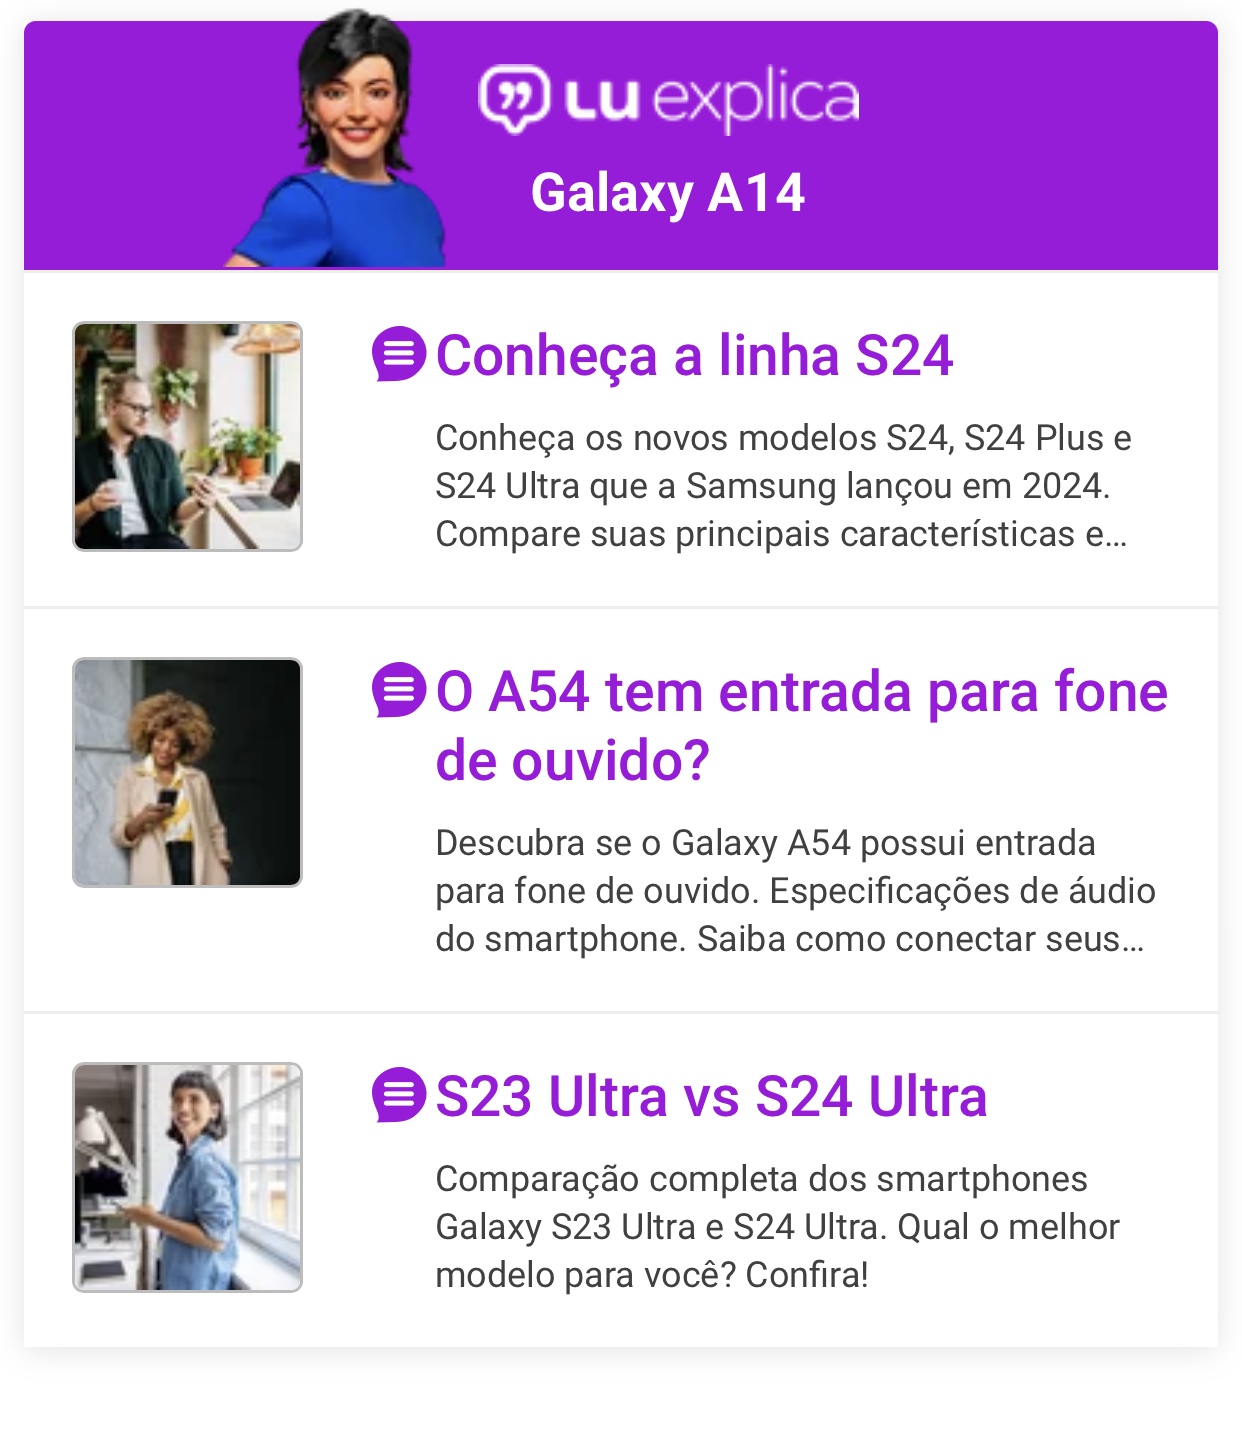 Lu explica
Galaxy A14
Conheça a linha S24
Conheça os novos modelos S24, S24 Plus e
S24 Ultra que a Samsung lançou em 2024.
Compare suas principais características e...
O A54 tem entrada para fone
de ouvido?
Descubra se o Galaxy A54 possui entrada
para fone de ouvido. Especificações de áudio
do smartphone. Saiba como conectar seus...
S23 Ultra vs S24 Ultra
Comparação completa dos smartphones
Galaxy S23 Ultra e S24 Ultra. Qual o melhor
modelo para você? Confira!